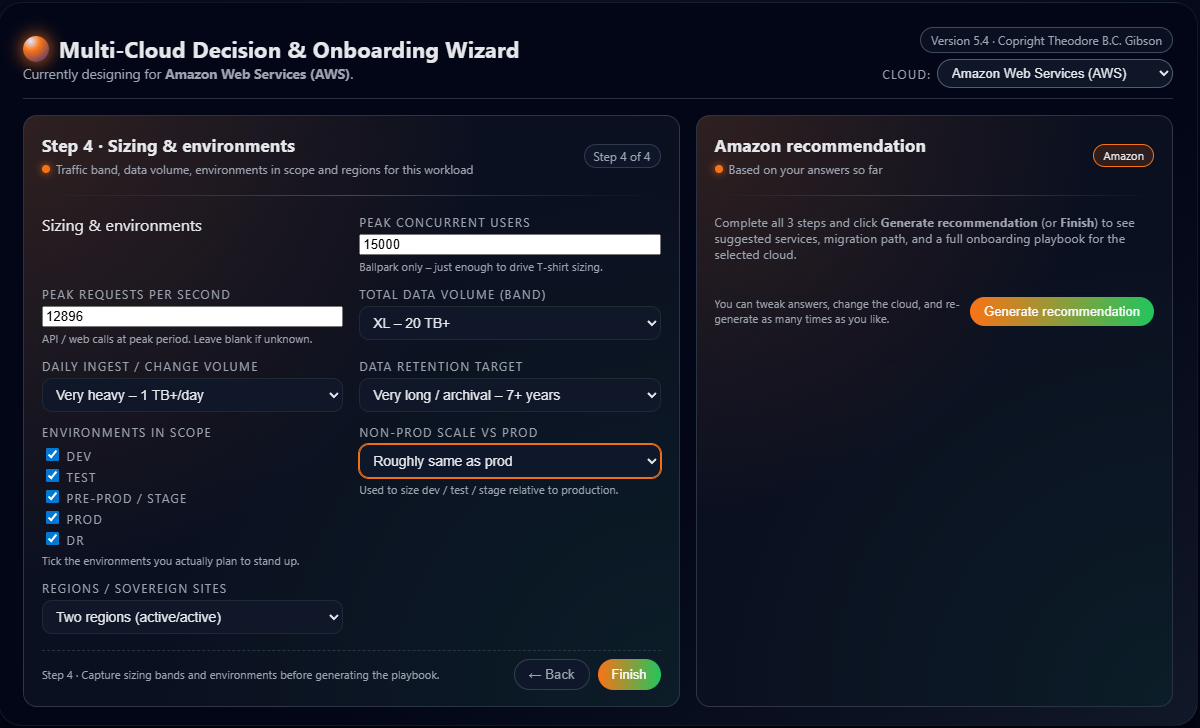 Multi-Cloud Decision & Onboarding Wizard
Currently designing for Amazon Web Services (AWS).
Version 5.4 · Copright Theodore B.C. Gibson
CLOUD:
Amazon Web Services (AWS)
Step 4 · Sizing & environments
Traffic band, data volume, environments in scope and regions for this workload
Step 4 of 4
Sizing & environments
PEAK CONCURRENT USERS
15000
Ballpark only – just enough to drive T-shirt sizing.
PEAK REQUESTS PER SECOND
12896
API / web calls at peak period. Leave blank if unknown.
TOTAL DATA VOLUME (BAND)
XL – 20 TB+
DAILY INGEST / CHANGE VOLUME
Very heavy – 1 TB+/day
DATA RETENTION TARGET
Very long / archival – 7+ years
ENVIRONMENTS IN SCOPE
DEV
TEST
PRE-PROD / STAGE
PROD
DR
Tick the environments you actually plan to stand up.
NON-PROD SCALE VS PROD
Roughly same as prod
Used to size dev / test / stage relative to production.
REGIONS / SOVEREIGN SITES
Two regions (active/active)
Step 4 · Capture sizing bands and environments before generating the playbook.
← Back
Finish
Amazon recommendation
Based on your answers so far
Amazon
Complete all 3 steps and click Generate recommendation (or Finish) to see
suggested services, migration path, and a full onboarding playbook for the
selected cloud.
You can tweak answers, change the cloud, and re-
generate as many times as you like.
Generate recommendation